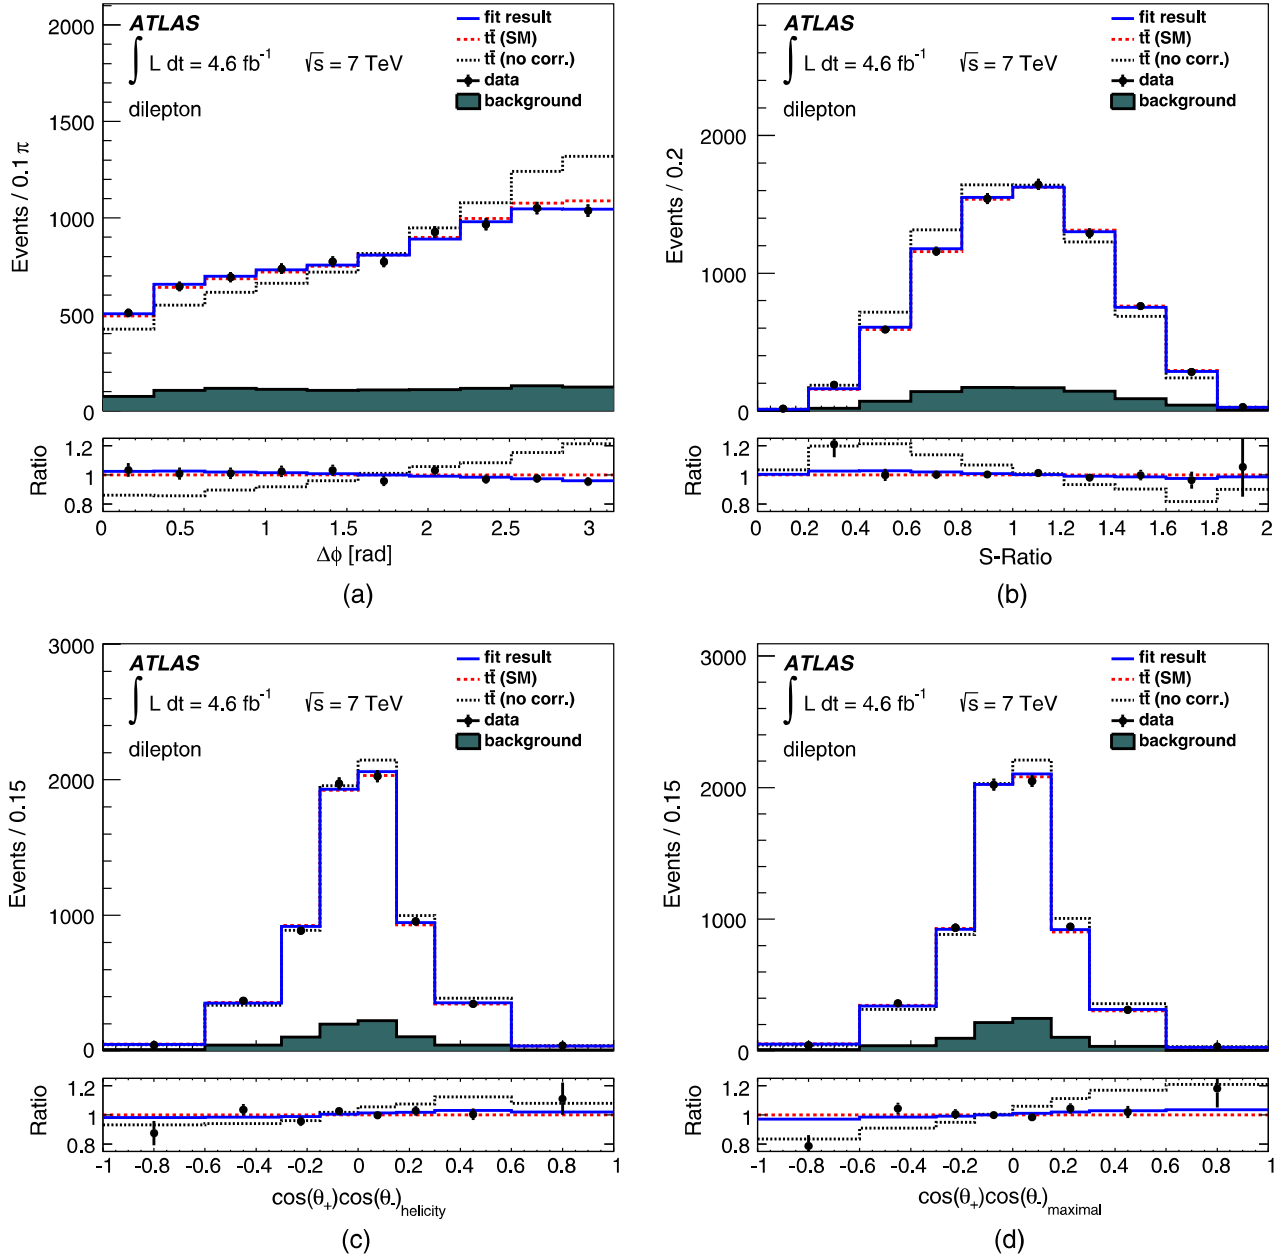 ATLAS
∫ L dt = 4.6 fb⁻¹ √s = 7 TeV
dilepton
fit result
tt̄ (SM)
tt̄ (no corr.)
data
background
Events / 0.1π
2000
1500
1000
500
0
Ratio
1.2
1
0.8
0 0.5 1 1.5 2 2.5 3
Δϕ [rad]
(a)
ATLAS
∫ L dt = 4.6 fb⁻¹ √s = 7 TeV
dilepton
fit result
tt̄ (SM)
tt̄ (no corr.)
data
background
Events / 0.2
2000
1000
0
Ratio
1.2
1
0.8
0 0.2 0.4 0.6 0.8 1 1.2 1.4 1.6 1.8 2
S-Ratio
(b)
ATLAS
∫ L dt = 4.6 fb⁻¹ √s = 7 TeV
dilepton
fit result
tt̄ (SM)
tt̄ (no corr.)
data
background
Events / 0.15
3000
2000
1000
0
Ratio
1.2
1
0.8
-1 -0.8 -0.6 -0.4 -0.2 0 0.2 0.4 0.6 0.8 1
cos(θ₊)cos(θ₋)helicity
(c)
ATLAS
∫ L dt = 4.6 fb⁻¹ √s = 7 TeV
dilepton
fit result
tt̄ (SM)
tt̄ (no corr.)
data
background
Events / 0.15
3000
2000
1000
0
Ratio
1.2
1
0.8
-1 -0.8 -0.6 -0.4 -0.2 0 0.2 0.4 0.6 0.8 1
cos(θ₊)cos(θ₋)maximal
(d)